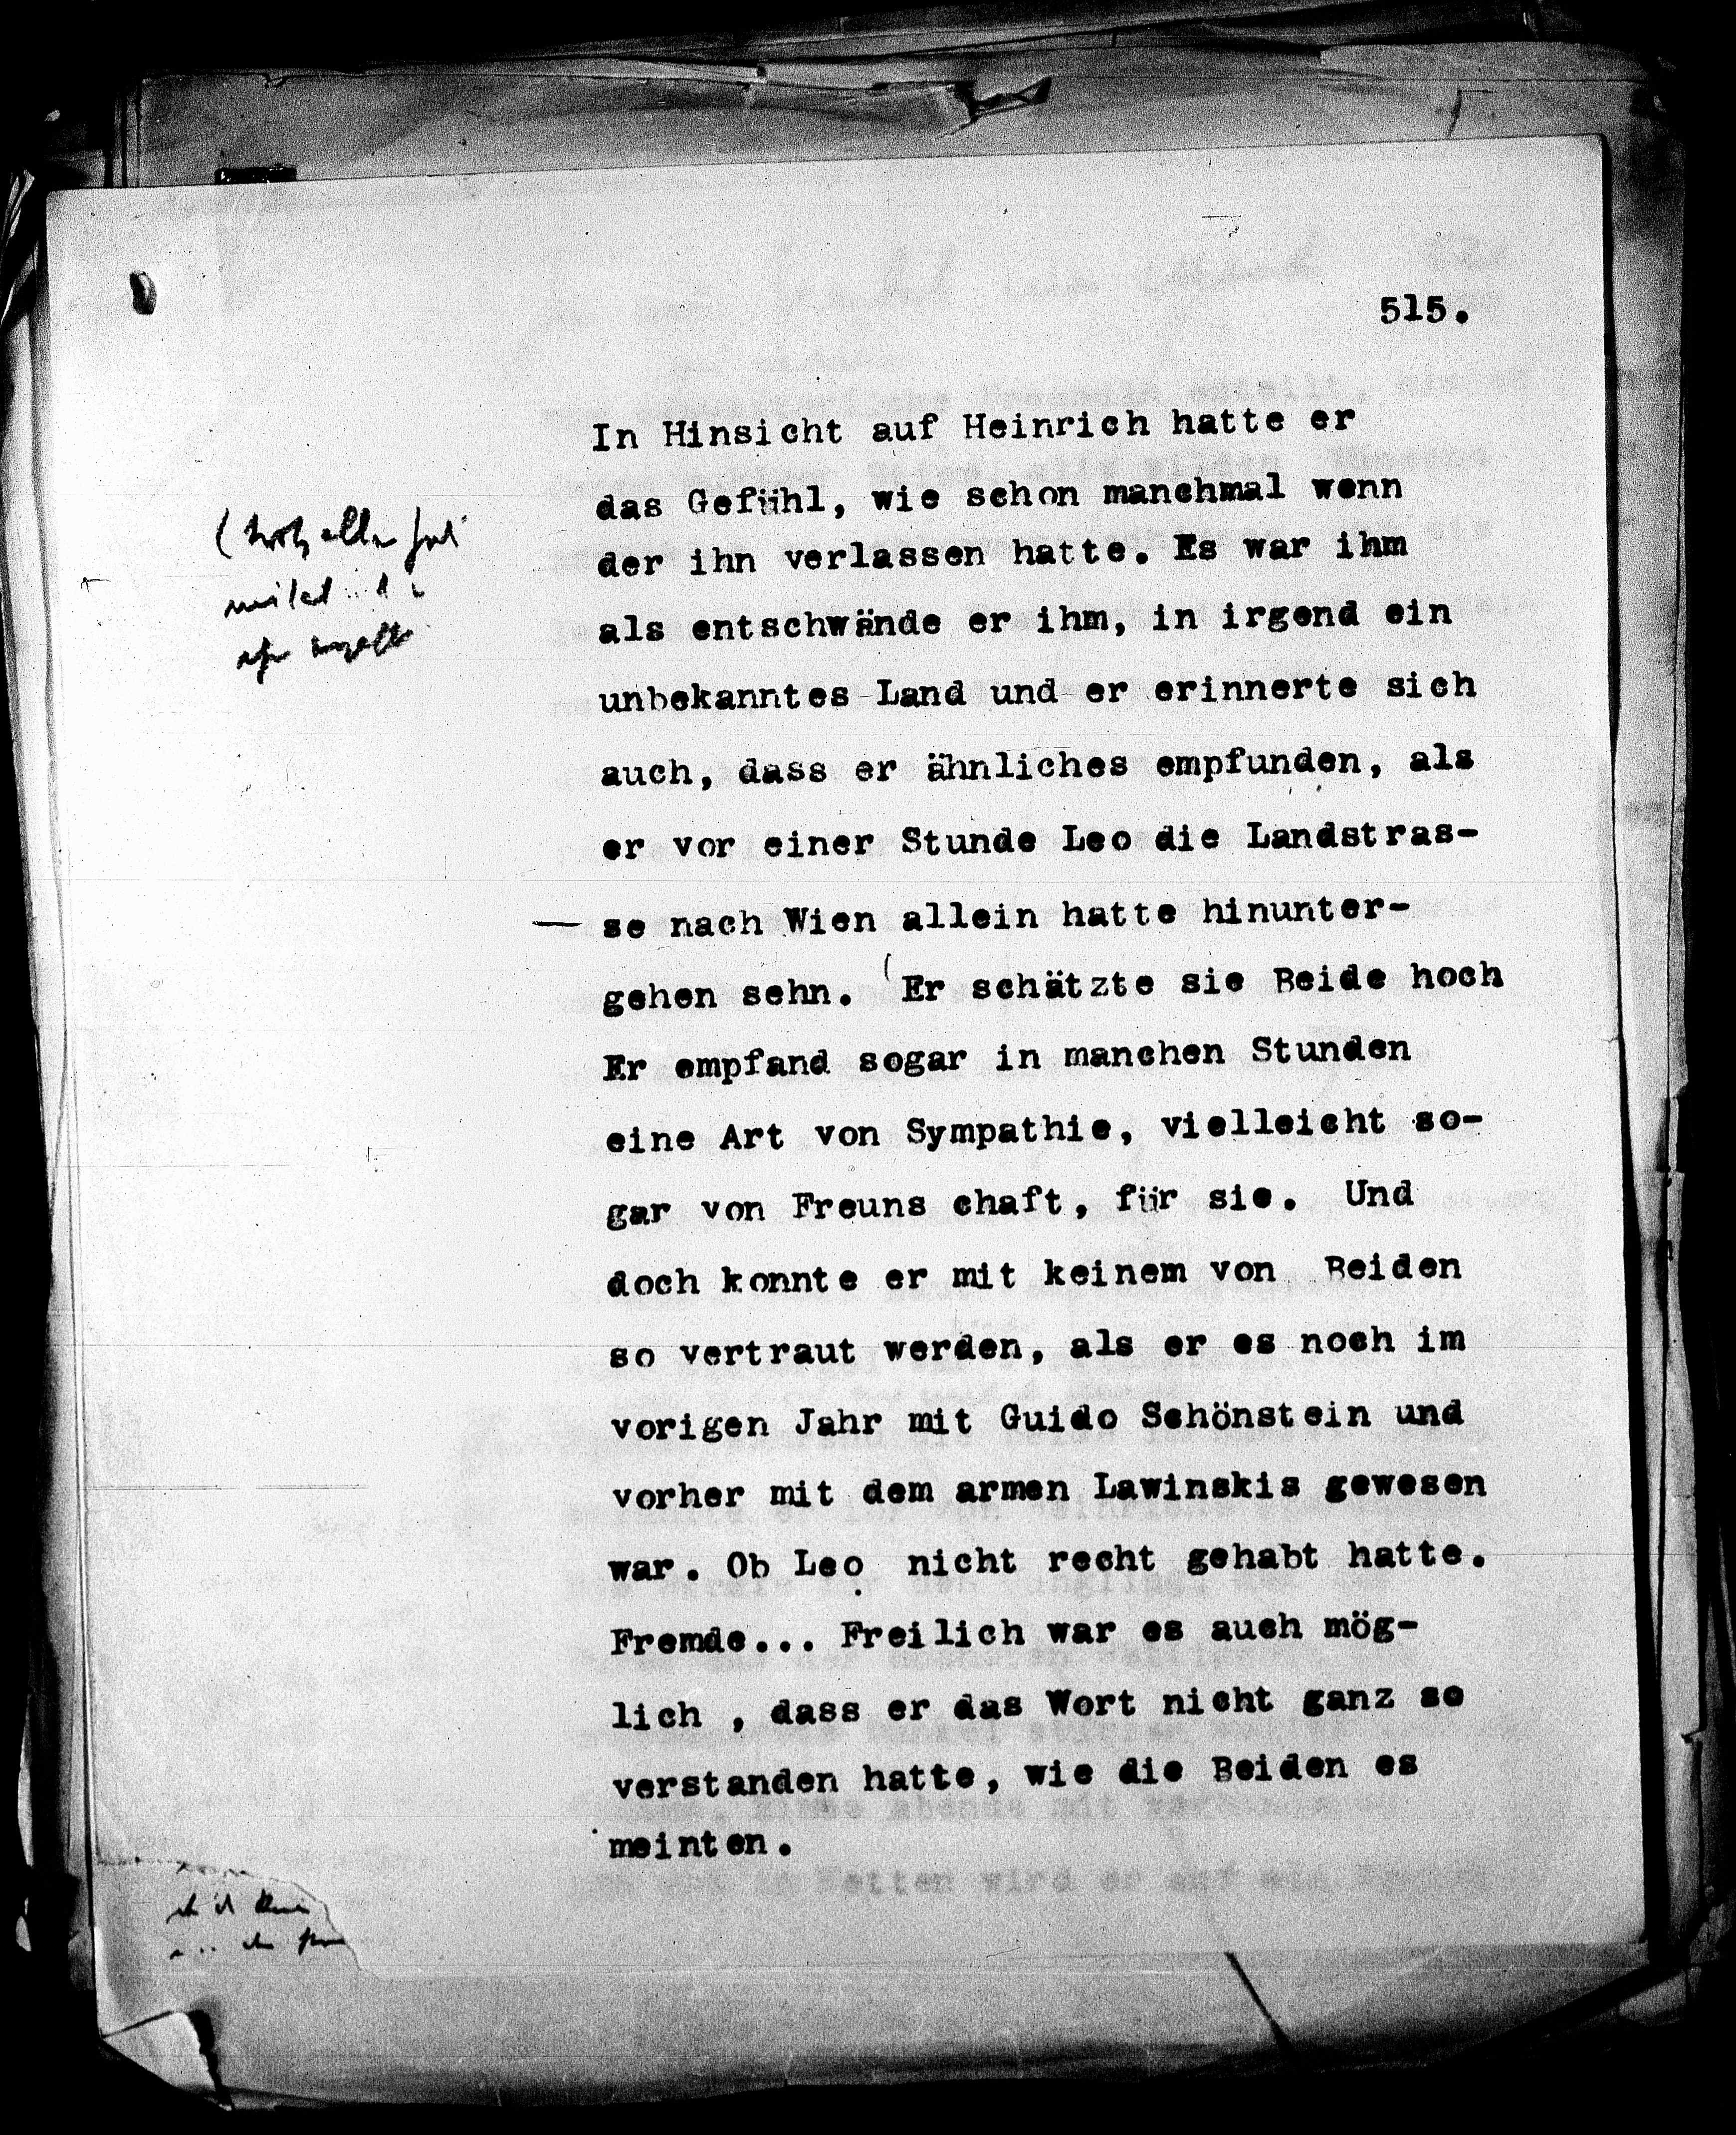 515.
In Hinsicht auf Heinrich hatte er
das Gefühl, wie schon manchmal wenn
der ihn verlassen hatte. Es war ihm
als entschwände er ihm, in irgend ein
unbekanntes Land und er erinnerte sich
auch, dass er ähnliches empfunden, als
er vor einer Stunde Leo die Landstras-
se nach Wien allein hatte hinunter-
gehen sehn. (Er schätzte sie Beide hoch
Er empfand sogar in manchen Stunden
eine Art von Sympathie, vielleicht so-
gar von Freuns chaft, für sie. Und
doch konnte er mit keinem von Beiden
so vertraut werden, als er es noch im
vorigen Jahr mit Guido Schönstein und
vorher mit dem armen Lawinskis gewesen
war. Ob Leo nicht recht gehabt hatte.
Fremde... Freilich war es auch mög-
lich , dass er das Wort nicht ganz so
verstanden hatte, wie die Beiden es
meinten.